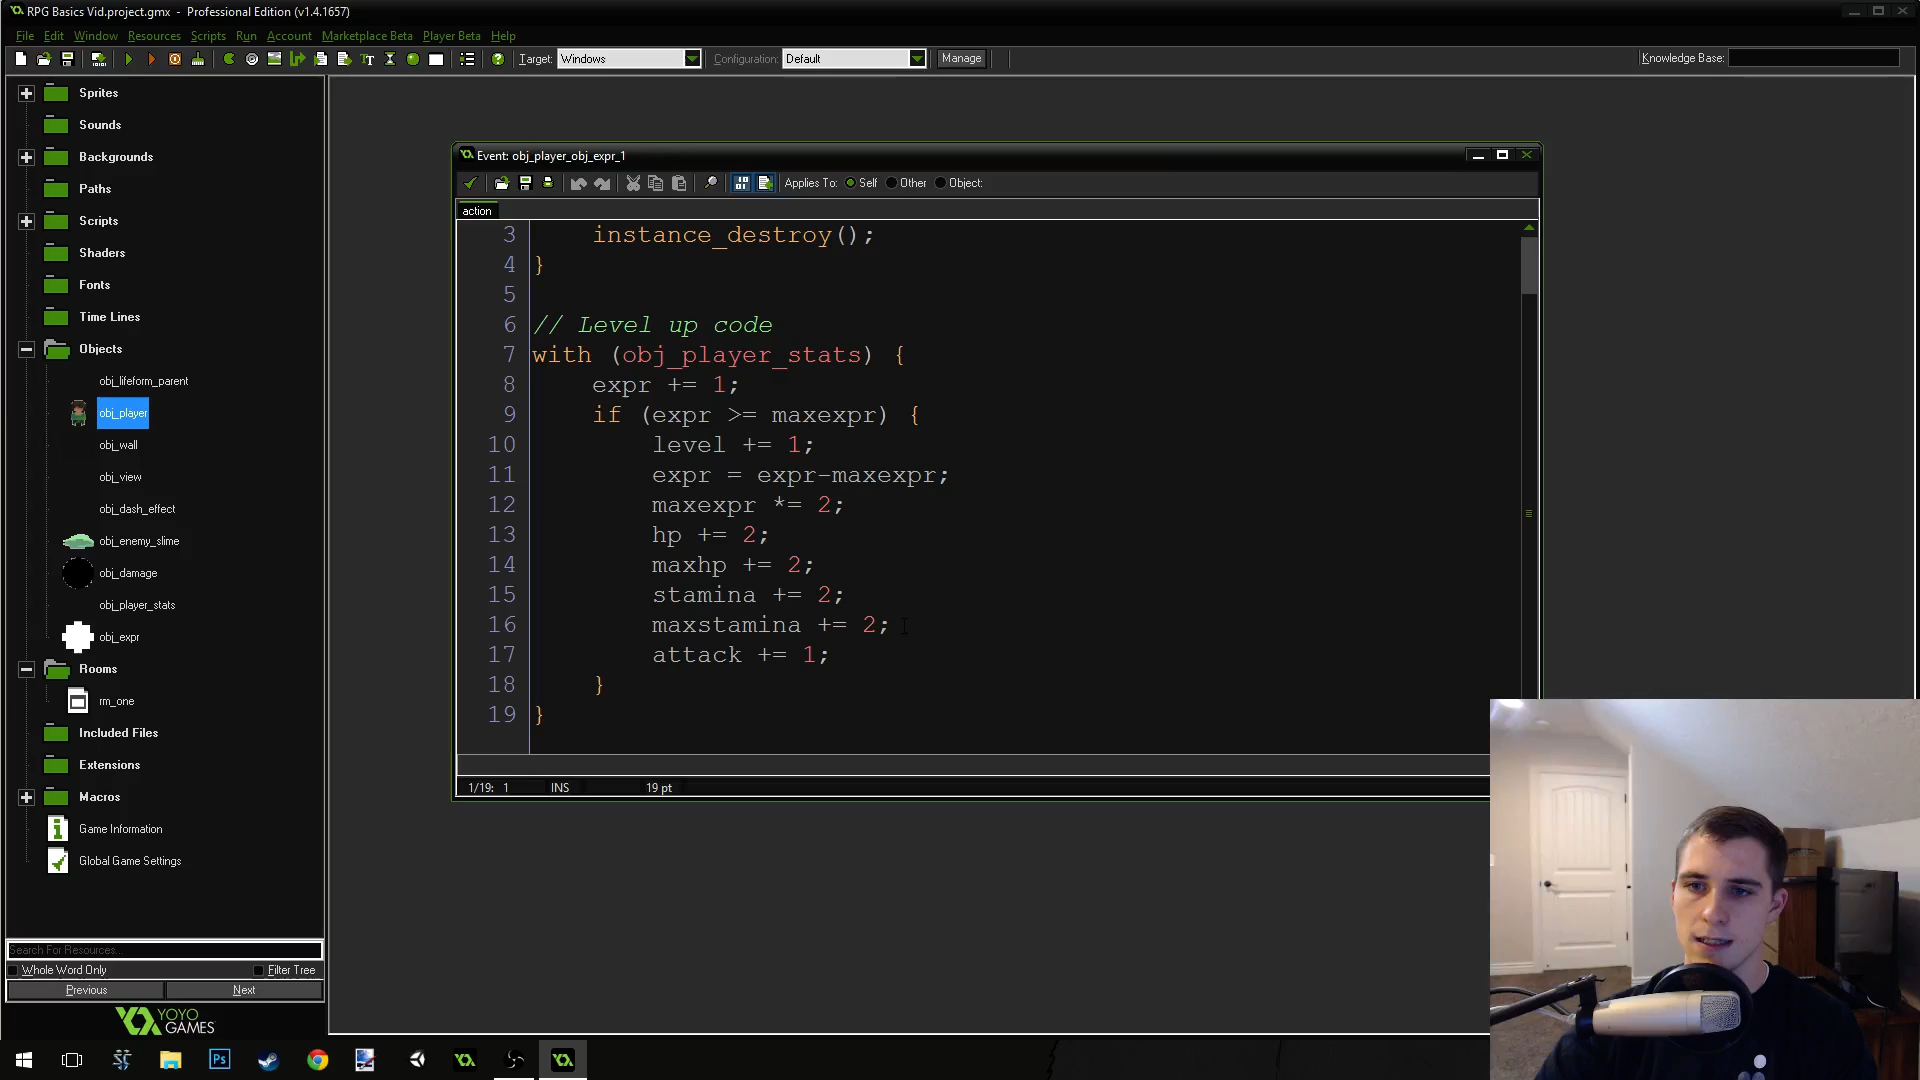 RPG Basics Vid.project.gmx - Professional Edition (v1.4.1657)
File Edit Window Resources Scripts Run Account Marketplace Beta Player Beta Help
Target: Windows Configuration: Default Manage Knowledge Base:
Sprites
Sounds
Backgrounds
Paths
Scripts
Shaders
Fonts
Time Lines
Objects
obj_lifeform_parent
obj_player
obj_wall
obj_view
obj_dash_effect
obj_enemy_slime
obj_damage
obj_player_stats
obj_expr
Rooms
rm_one
Included Files
Extensions
Macros
Game Information
Global Game Settings
Search For Resources...
Whole Word Only Filter Tree
Previous Next
YOYO
GAMES
Event: obj_player_obj_expr_1
Applies To: Self Other Object:
action
3 instance_destroy();
4 }
5
6 // Level up code
7 with (obj_player_stats) {
8 expr += 1;
9 if (expr >= maxexpr) {
10 level += 1;
11 expr = expr-maxexpr;
12 maxexpr *= 2;
13 hp += 2;
14 maxhp += 2;
15 stamina += 2;
16 maxstamina += 2;
17 attack += 1;
18 }
19 }
1/19: 1 INS 19 pt
Ps